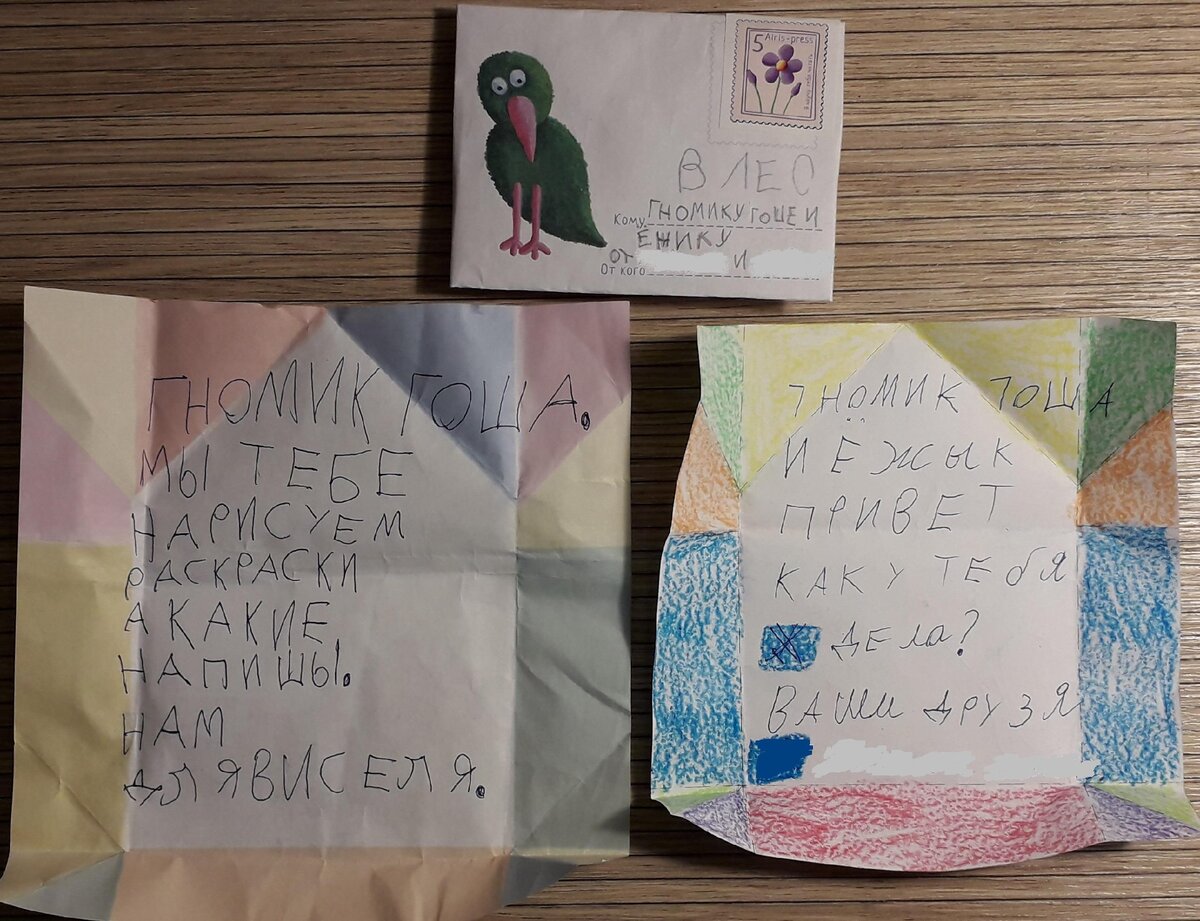 5 Airis-press
В ЛЕС
Кому ГНОМИКУ ГОШЕ И
ЁЖИКУ
ОТ И
От кого
ГНОМИК ГОША.
МЫ ТЕБЕ
НАРИСУЕМ
РАСКРАСКИ
А КАКИЕ
НАПИШЫ.
НАМ
ДЛЯ ВИСЕЛЯ.
ГНОМИК ГОША
И ЁЖЫК
ПРИВЕТ.
КАК У ТЕбЯ
дела?
ВАШИ ДРУЗЯ